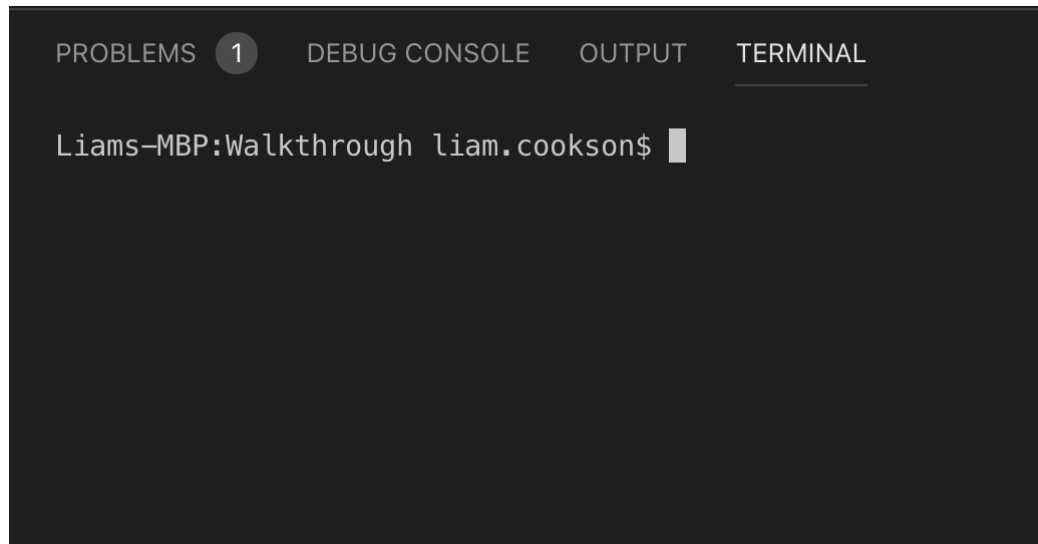 PROBLEMS 1 DEBUG CONSOLE OUTPUT TERMINAL
Liams-MBP:Walkthrough liam.cookson$